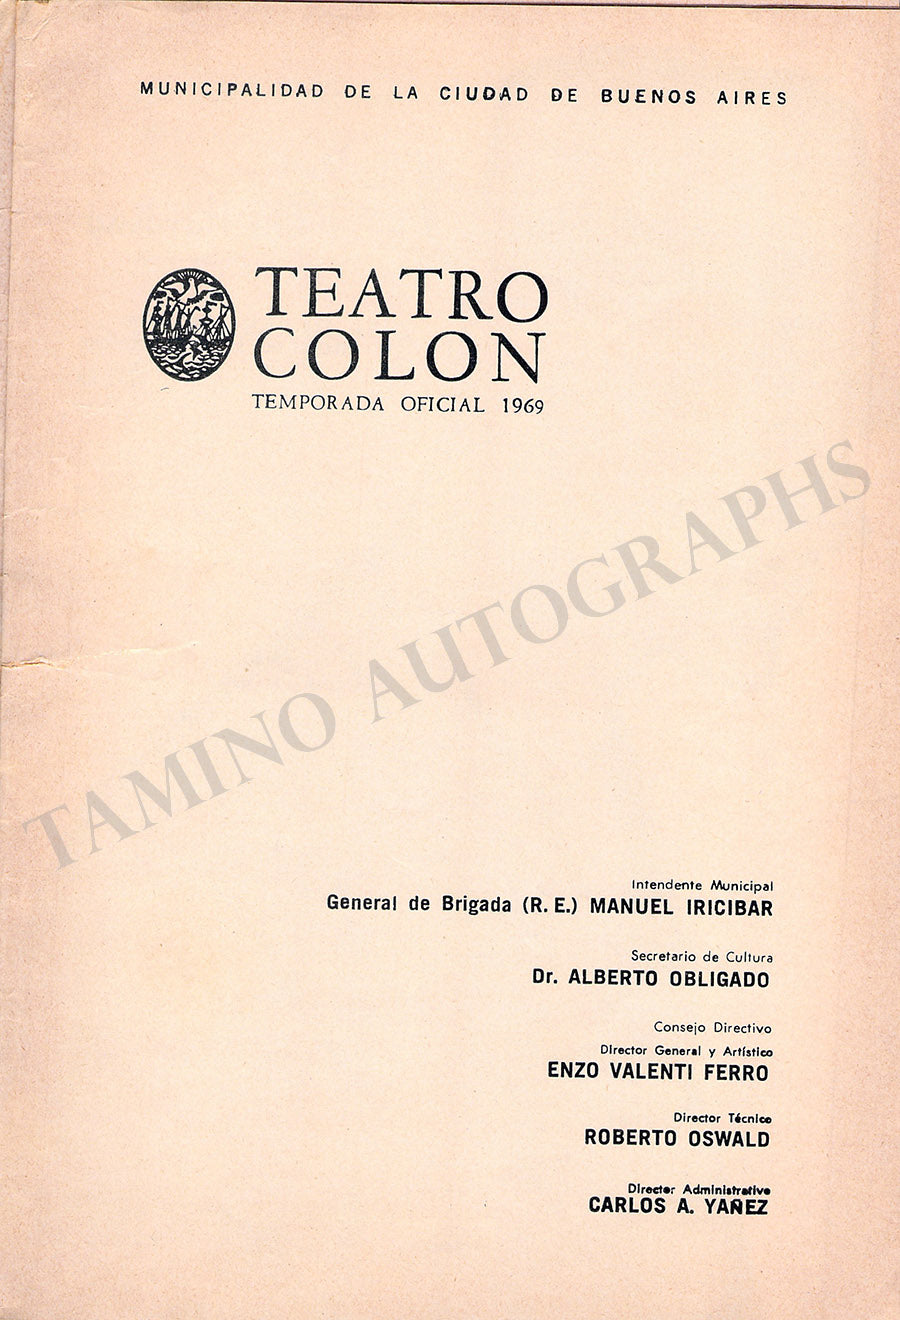 MUNICIPALIDAD DE LA CIUDAD DE BUENOS AIRES
TEATRO
COLON
TEMPORADA OFICIAL 1969
TAMINO AUTOGRAPHS
Intendente Municipal
General de Brigada (R. E.) MANUEL IRICIBAR
Secretario de Cultura
Dr. ALBERTO OBLIGADO
Consejo Directivo
Director General y Artístico
ENZO VALENTI FERRO
Director Técnico
ROBERTO OSWALD
Director Administrativo
CARLOS A. YAÑEZ